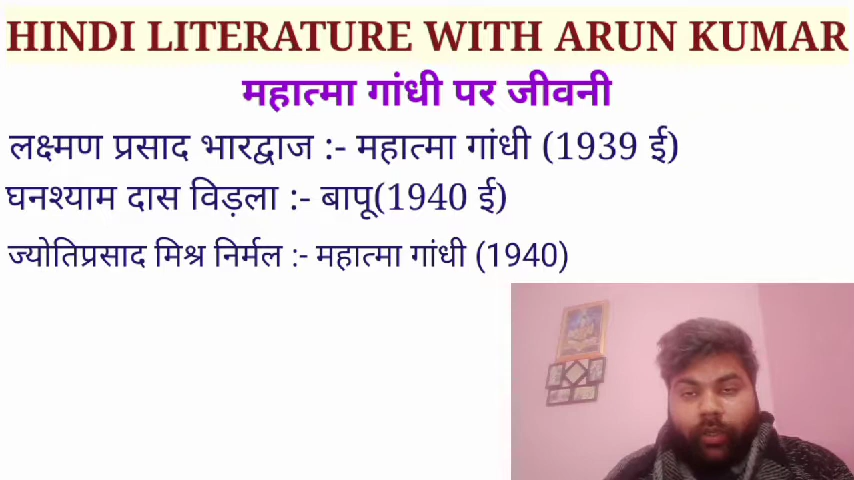 HINDI LITERATURE WITH ARUN KUMAR
महात्मा गांधी पर जीवनी
लक्ष्मण प्रसाद भारद्वाज :- महात्मा गांधी (1939 ई)
घनश्याम दास विड़ला :- बापू(1940 ई)
ज्योतिप्रसाद मिश्र निर्मल :- महात्मा गांधी (1940)